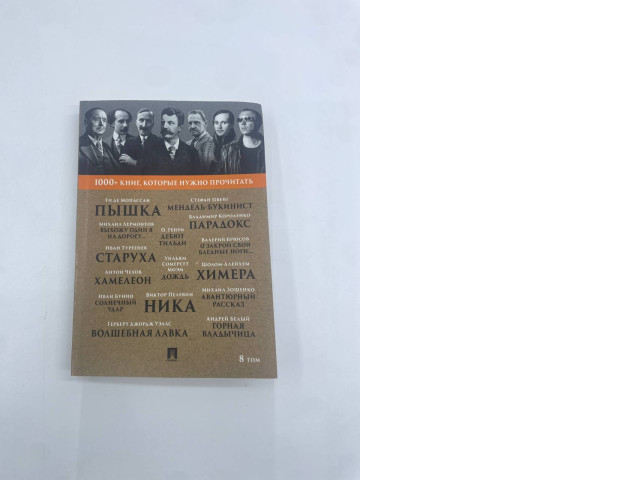 1000+ КНИГ, КОТОРЫЕ НУЖНО ПРОЧИТАТЬ
ГИ ДЕ МОПАССАН
ПЫШКА
СТЕФАН ЦВЕЙГ
МЕНДЕЛЬ-БУКИНИСТ
МИХАИЛ ЛЕРМОНТОВ
ВЫХОЖУ ОДИН Я
НА ДОРОГУ...
О. ГЕНРИ
ДЕБЮТ
ТИЛЬДИ
ВЛАДИМИР КОРОЛЕНКО
ПАРАДОКС
ВАЛЕРИЙ БРЮСОВ
О ЗАКРОЙ СВОИ
БЛЕДНЫЕ НОГИ...
ИВАН ТУРГЕНЕВ
СТАРУХА
УИЛЬЯМ
СОМЕРСЕТ
МОЭМ
ДОЖДЬ
ШОЛОМ-АЛЕЙХЕМ
ХИМЕРА
АНТОН ЧЕХОВ
ХАМЕЛЕОН
ИВАН БУНИН
СОЛНЕЧНЫЙ
УДАР
ВИКТОР ПЕЛЕВИН
НИКА
МИХАИЛ ЗОЩЕНКО
АВАНТЮРНЫЙ
РАССКАЗ
ГЕРБЕРТ ДЖОРДЖ УЭЛЛС
ВОЛШЕБНАЯ ЛАВКА
АНДРЕЙ БЕЛЫЙ
ГОРНАЯ
ВЛАДЫЧИЦА
8 ТОМ